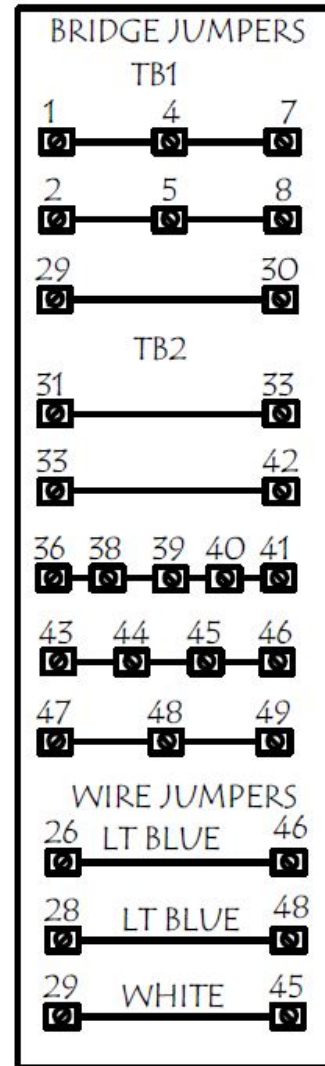 BRIDGE JUMPERS
TB1
1 4 7
2 5 8
29 30
TB2
31 33
33 42
36 38 39 40 41
43 44 45 46
47 48 49
WIRE JUMPERS
26 LT BLUE 46
28 LT BLUE 48
29 WHITE 45